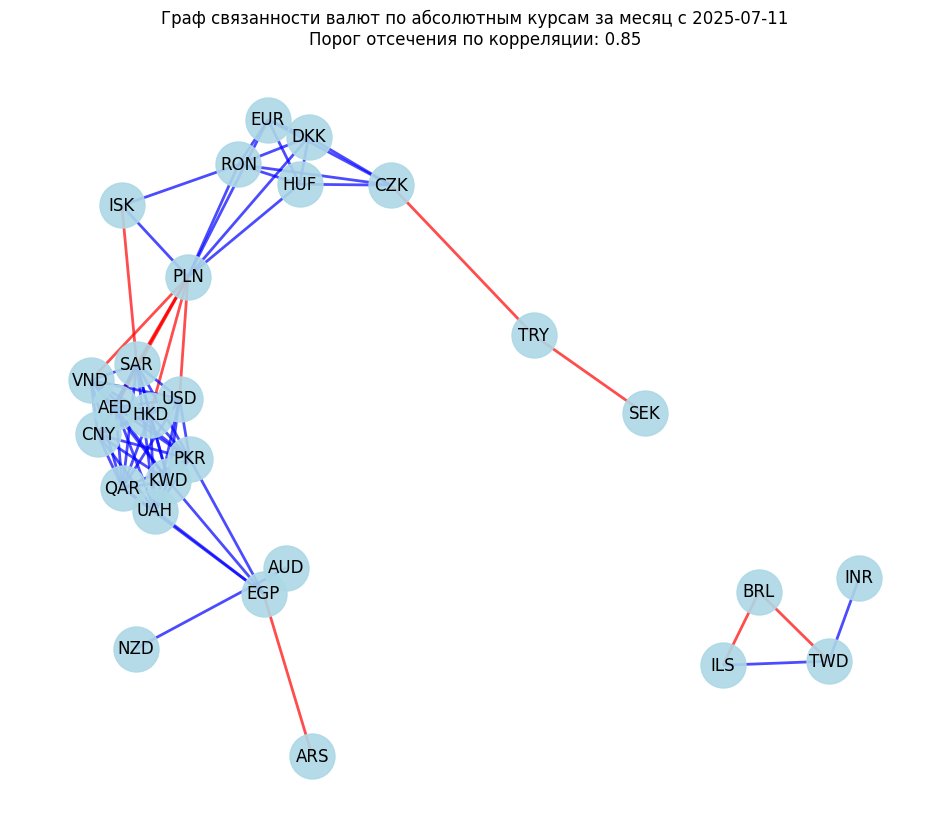 Граф связанности валют по абсолютным курсам за месяц с 2025-07-11
Порог отсечения по корреляции: 0.85
EUR
DKK
RON
HUF
CZK
ISK
PLN
TRY
SAR
VND
USD
AED
HKD
SEK
CNY
PKR
KWD
QAR
UAH
AUD
INR
BRL
EGP
NZD
TWD
ILS
ARS